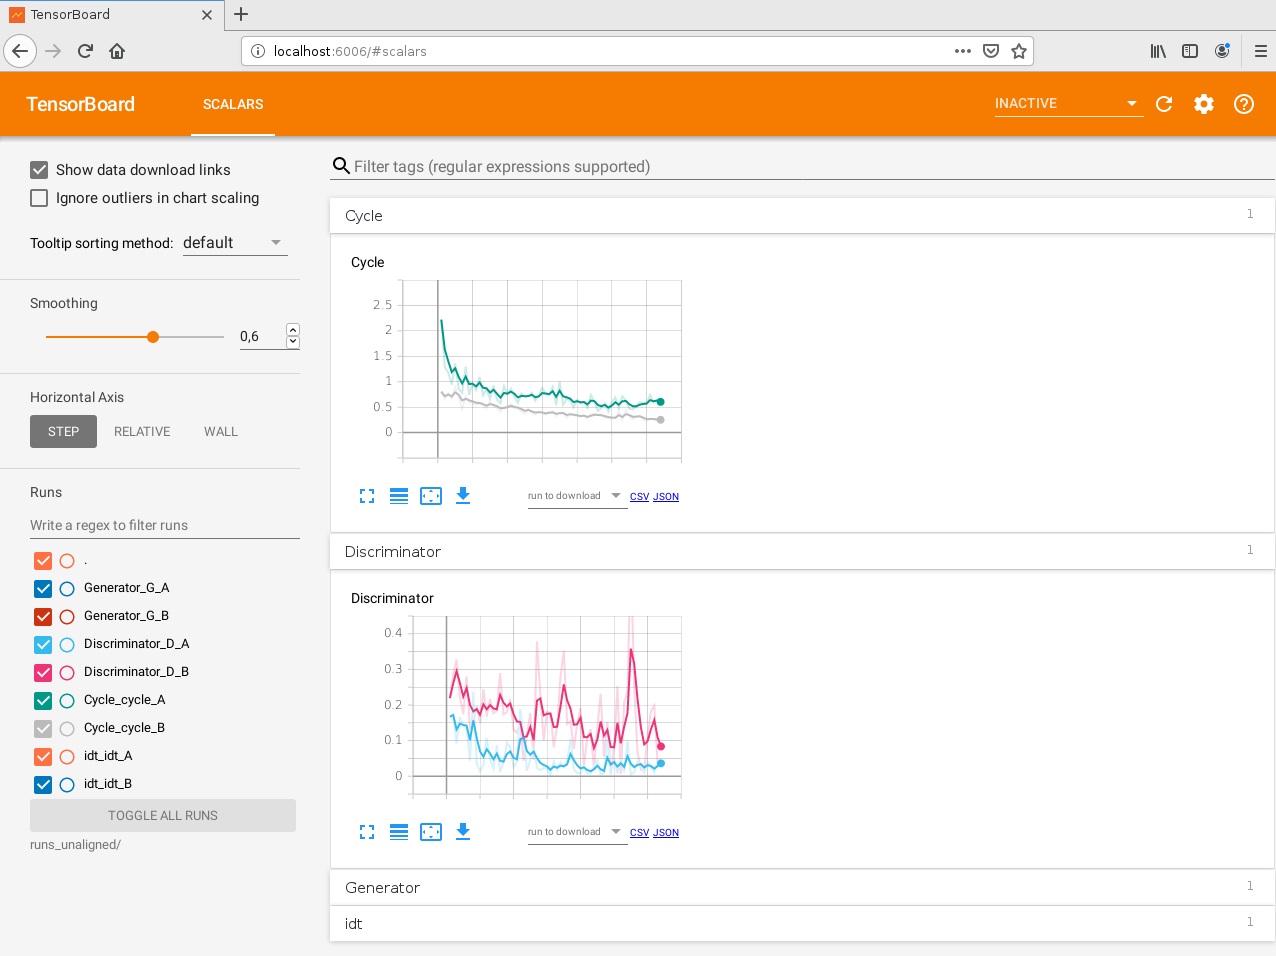 TensorBoard
localhost:6006/#scalars
TensorBoard
SCALARS
INACTIVE
Show data download links
Ignore outliers in chart scaling
Tooltip sorting method: default
Smoothing
0,6
Horizontal Axis
STEP RELATIVE WALL
Runs
Write a regex to filter runs
.
Generator_G_A
Generator_G_B
Discriminator_D_A
Discriminator_D_B
Cycle_cycle_A
Cycle_cycle_B
idt_idt_A
idt_idt_B
TOGGLE ALL RUNS
runs_unaligned/
Filter tags (regular expressions supported)
Cycle 1
Cycle
2.5
2
1.5
1
0.5
0
run to download CSV JSON
Discriminator 1
Discriminator
0.4
0.3
0.2
0.1
0
run to download CSV JSON
Generator 1
idt 1